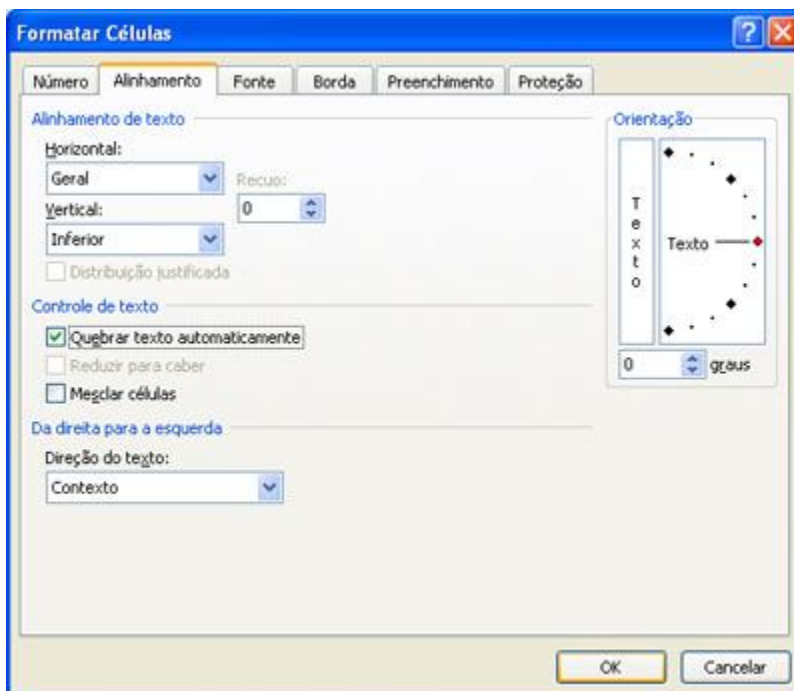 Formatar Células
Número Alinhamento Fonte Borda Preenchimento Proteção
Alinhamento de texto
Horizontal:
Geral
Recuo:
Vertical:
0
Inferior
Distribuição justificada
Controle de texto
Quebrar texto automaticamente
Reduzir para caber
Mesclar células
Da direita para a esquerda
Direção do texto:
Contexto
Orientação
Texto
Texto
0 graus
OK Cancelar